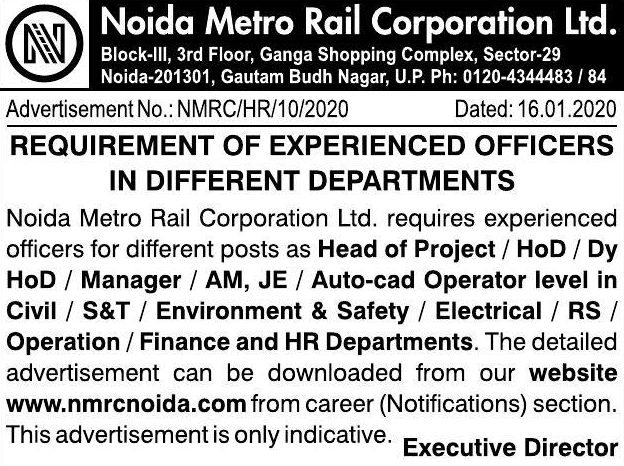 Noida Metro Rail Corporation Ltd.
Block-III, 3rd Floor, Ganga Shopping Complex, Sector-29
Noida-201301, Gautam Budh Nagar, U.P. Ph: 0120-4344483 / 84
Advertisement No.: NMRC/HR/10/2020 Dated: 16.01.2020
REQUIREMENT OF EXPERIENCED OFFICERS
IN DIFFERENT DEPARTMENTS
Noida Metro Rail Corporation Ltd. requires experienced
officers for different posts as Head of Project / HoD / Dy
HoD / Manager / AM, JE / Auto-cad Operator level in
Civil / S&T / Environment & Safety / Electrical / RS /
Operation / Finance and HR Departments. The detailed
advertisement can be downloaded from our website
www.nmrcnoida.com from career (Notifications) section.
This advertisement is only indicative.
Executive Director